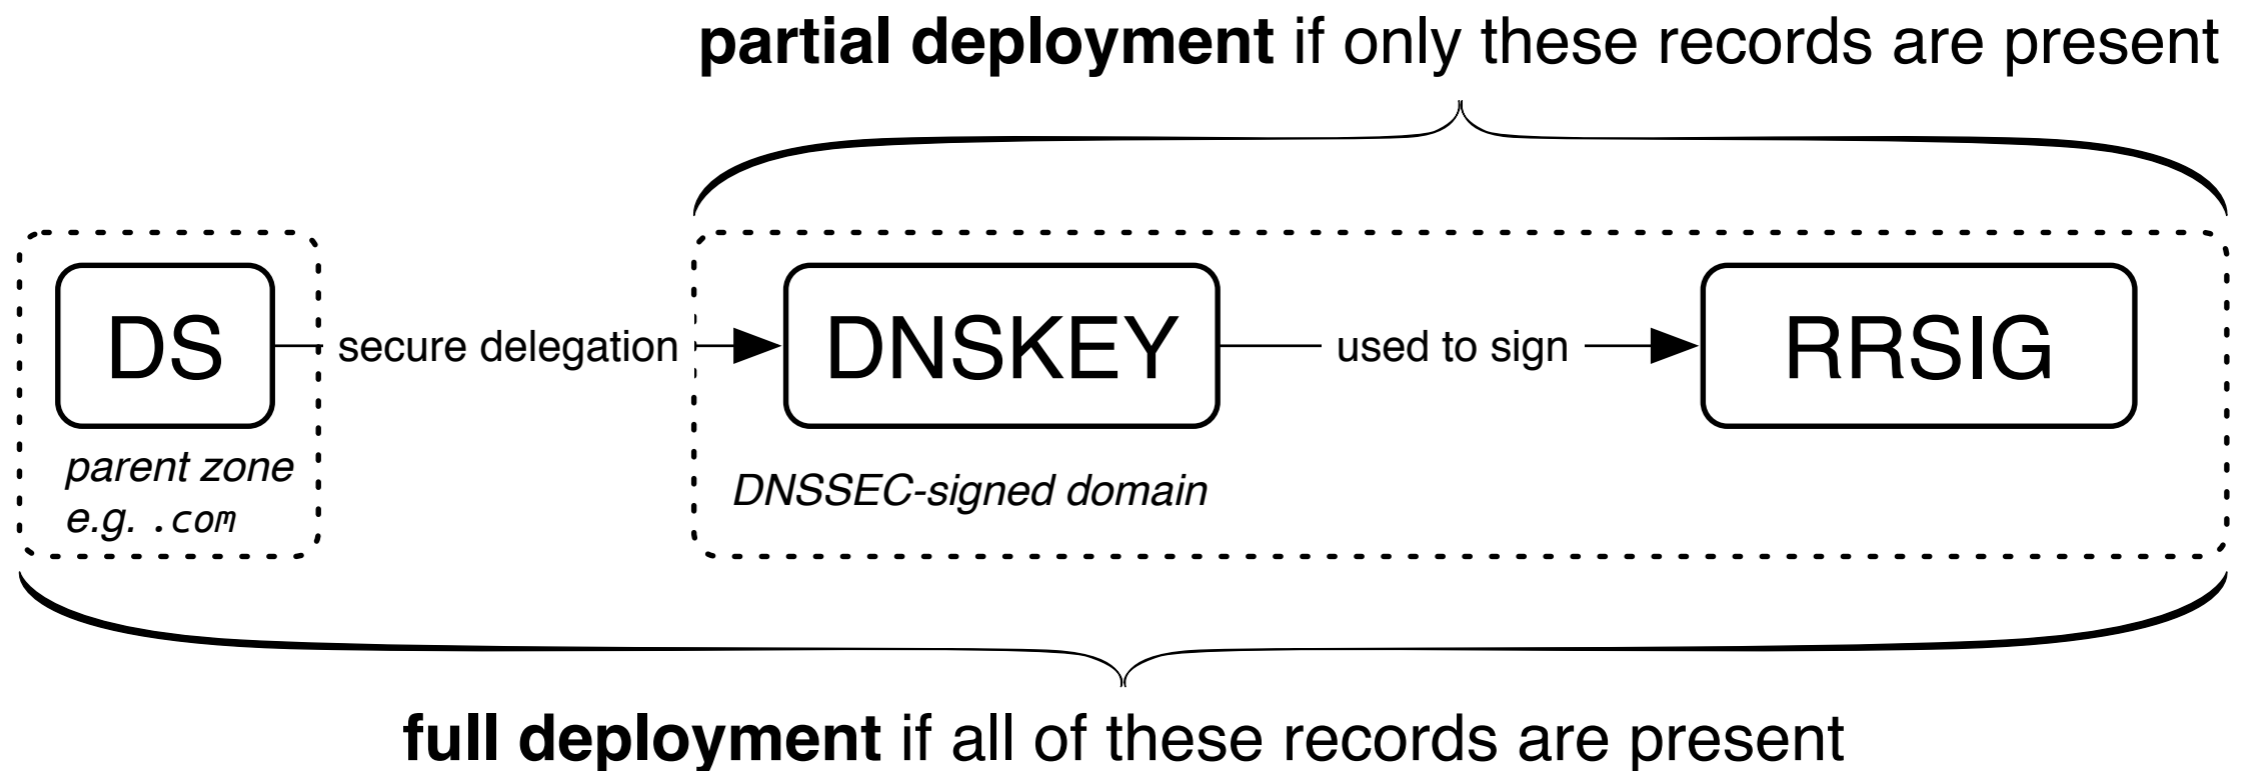 partial deployment if only these records are present
DS
secure delegation
DNSKEY
used to sign
RRSIG
parent zone
e.g. .com
DNSSEC-signed domain
full deployment if all of these records are present